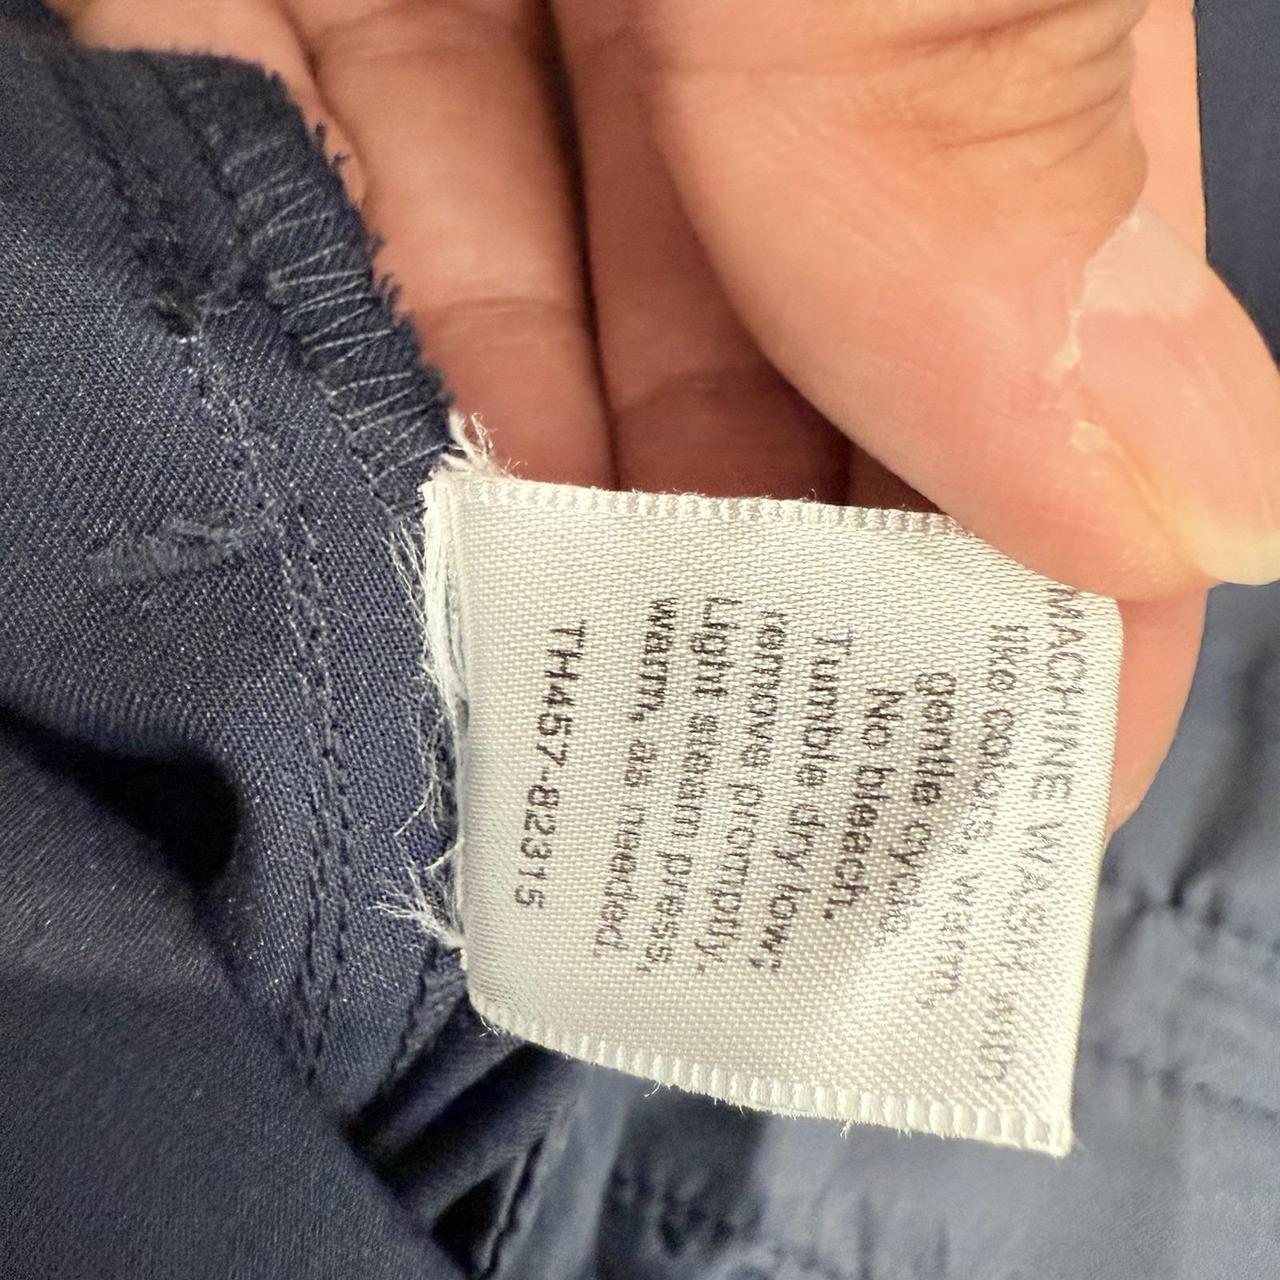 MACHINE WASH with
like colors, warm,
gentle cycle.
No bleach.
Tumble dry low;
remove promptly.
Light steam press,
warm, as needed.
TH457-82315